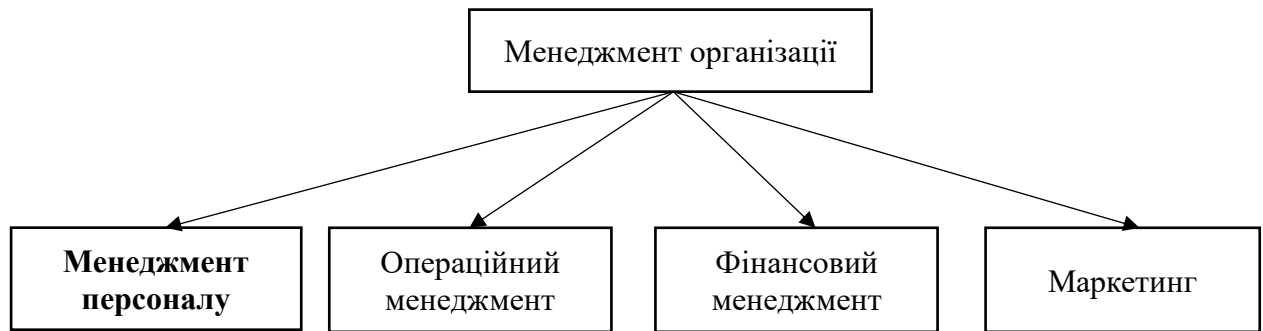 Менеджмент організації
Менеджмент
персоналу
Операційний
менеджмент
Фінансовий
менеджмент
Маркетинг